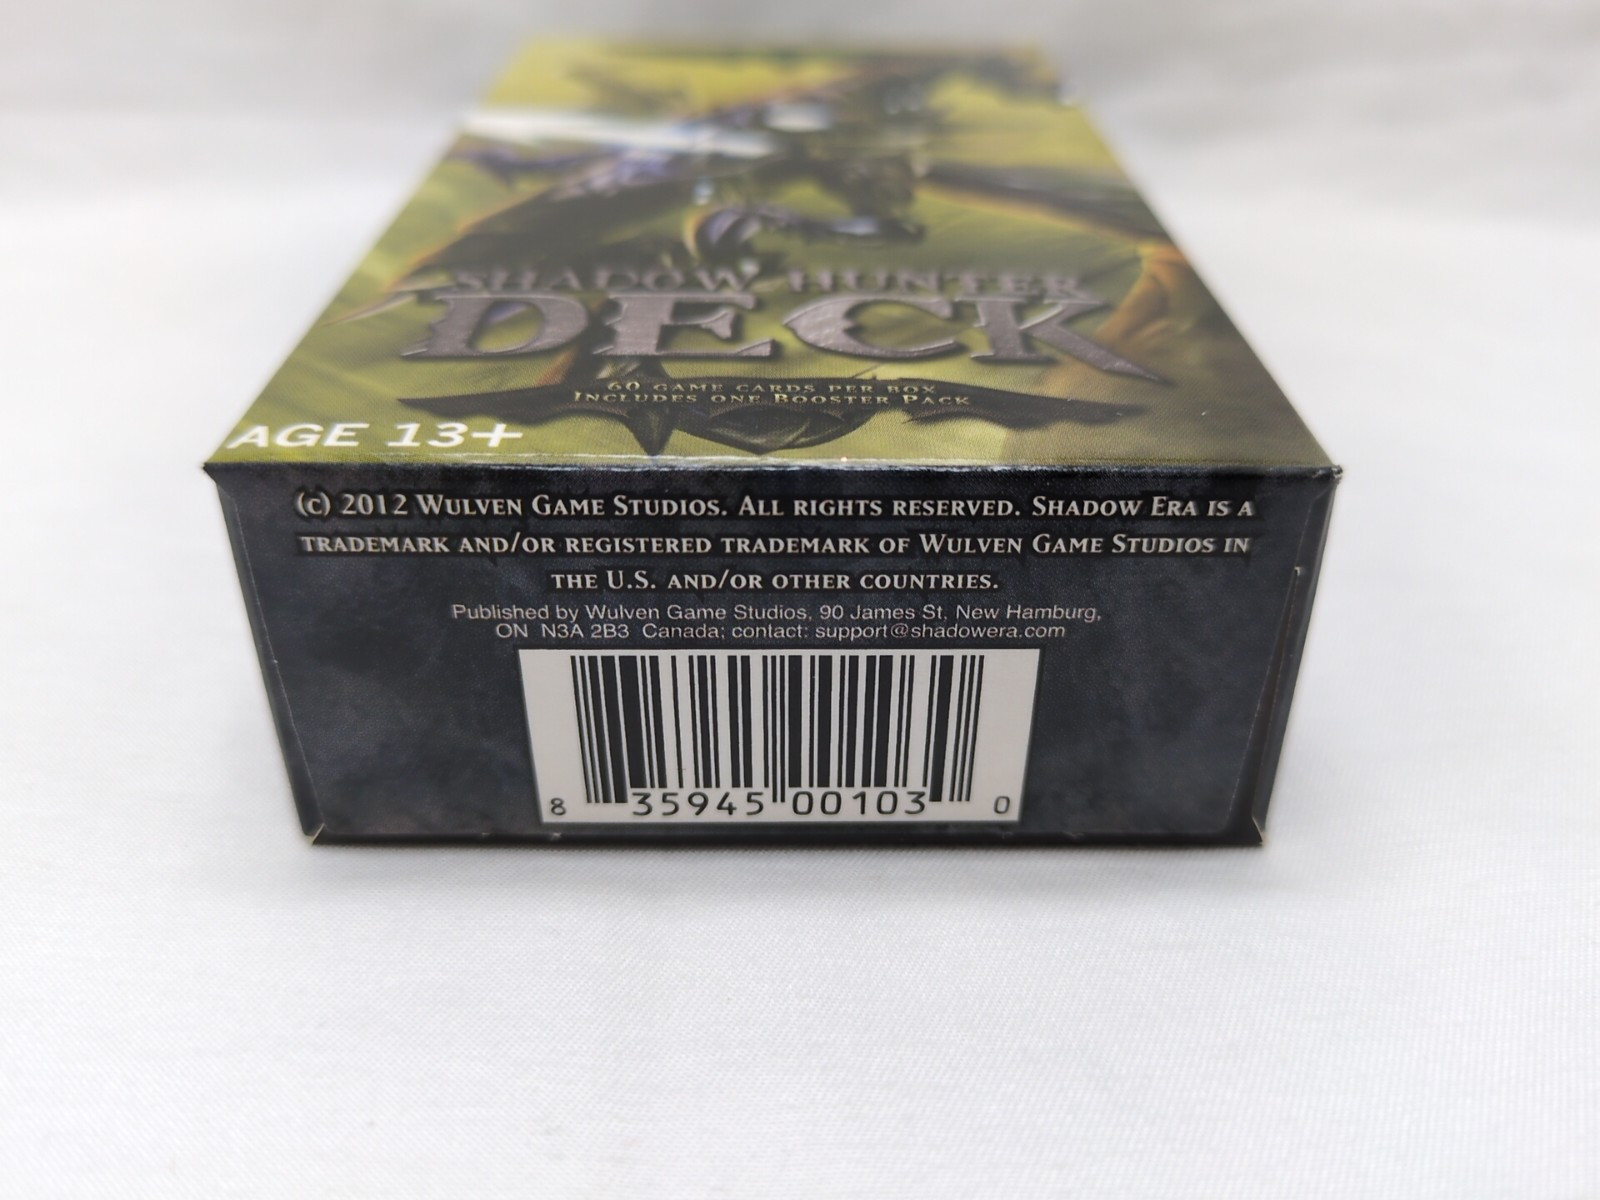 SHADOW HUNTER
DECK
60 GAME CARDS PER BOX
INCLUDES ONE BOOSTER PACK
AGE 13+
(c) 2012 WULVEN GAME STUDIOS. ALL RIGHTS RESERVED. SHADOW ERA IS A
TRADEMARK AND/OR REGISTERED TRADEMARK OF WULVEN GAME STUDIOS IN
THE U.S. AND/OR OTHER COUNTRIES.
Published by Wulven Game Studios, 90 James St, New Hamburg,
ON N3A 2B3 Canada; contact: support@shadowera.com
8 35945 00103 0